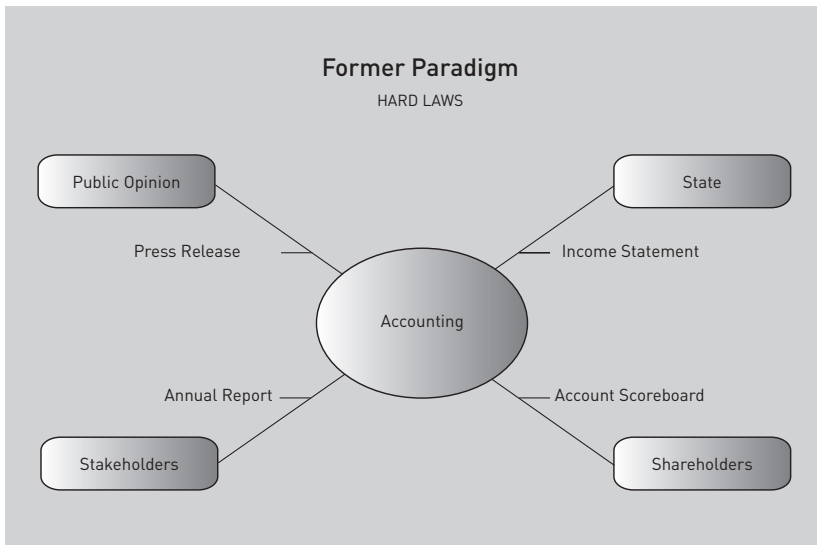 Former Paradigm
HARD LAWS
Public Opinion
State
Press Release
Income Statement
Accounting
Annual Report
Account Scoreboard
Stakeholders
Shareholders